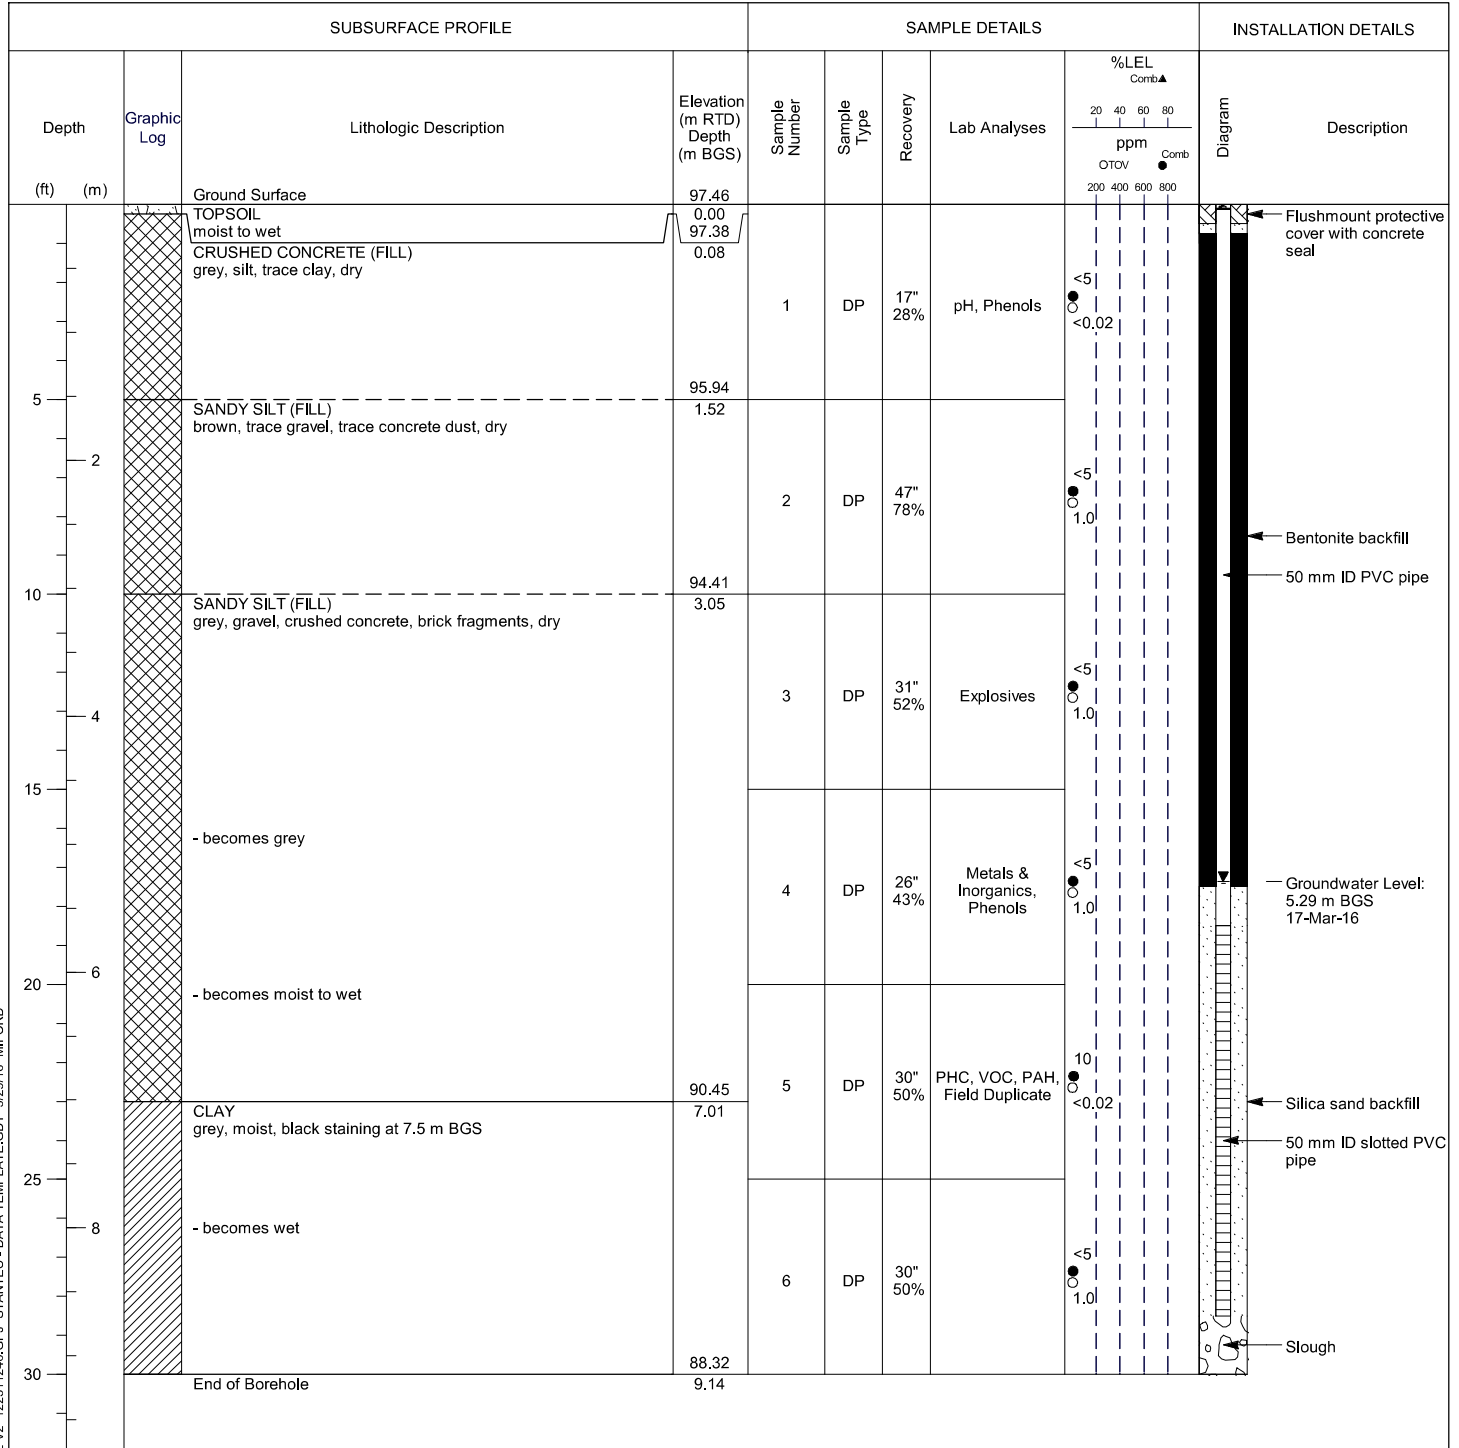 SUBSURFACE PROFILE
SAMPLE DETAILS
INSTALLATION DETAILS
Depth
(ft) (m)
Graphic
Log
Lithologic Description
Elevation
(m RTD)
Depth
(m BGS)
Sample
Number
Sample
Type
Recovery
Lab Analyses
%LEL
Comb▲
20 40 60 80
ppm
OTOV ● Comb
200 400 600 800
Diagram
Description
Ground Surface 97.46
TOPSOIL 0.00
moist to wet 97.38
CRUSHED CONCRETE (FILL) 0.08
grey, silt, trace clay, dry
Flushmount protective
cover with concrete
seal
1 DP 17"
28%
pH, Phenols
<5
<0.02
95.94
5
SANDY SILT (FILL) 1.52
brown, trace gravel, trace concrete dust, dry
2
2 DP 47"
78%
<5
1.0
Bentonite backfill
50 mm ID PVC pipe
94.41
10
SANDY SILT (FILL) 3.05
grey, gravel, crushed concrete, brick fragments, dry
3 DP 31"
52%
Explosives
<5
1.0
4
15
- becomes grey
4 DP 26"
43%
Metals &
Inorganics,
Phenols
<5
1.0
Groundwater Level:
5.29 m BGS
17-Mar-16
6
20
- becomes moist to wet
5 DP 30"
50%
PHC, VOC, PAH,
Field Duplicate
10
<0.02
90.45
CLAY 7.01
grey, moist, black staining at 7.5 m BGS
Silica sand backfill
50 mm ID slotted PVC
pipe
25
8
- becomes wet
6 DP 30"
50%
<5
1.0
Slough
88.32
30
End of Borehole 9.14